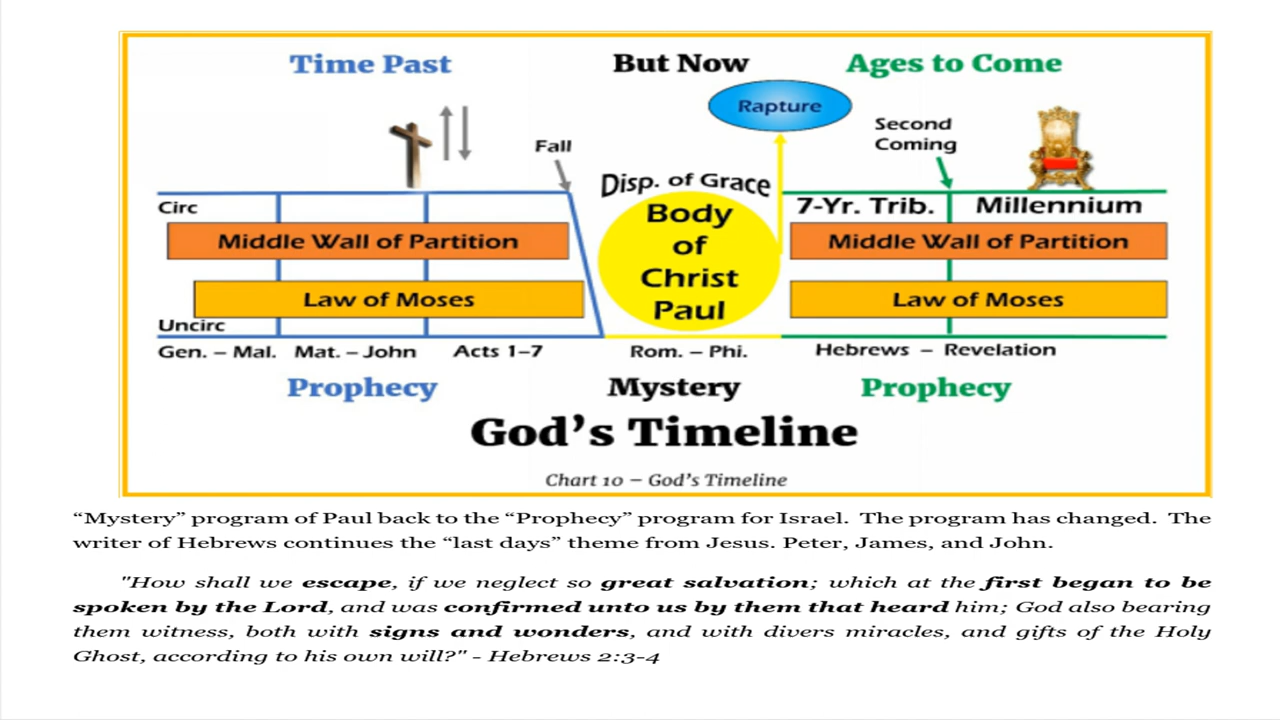 Time Past
But Now
Ages to Come
Rapture
Second
Coming
Fall
Disp. of Grace
Circ
7-Yr. Trib.
Millennium
Middle Wall of Partition
Body
of
Christ
Paul
Middle Wall of Partition
Law of Moses
Law of Moses
Uncirc
Gen. – Mal.
Mat. – John
Acts 1–7
Rom. – Phi.
Hebrews – Revelation
Prophecy
Mystery
Prophecy
God's Timeline
Chart 10 – God's Timeline
“Mystery” program of Paul back to the “Prophecy” program for Israel. The program has changed. The
writer of Hebrews continues the “last days” theme from Jesus. Peter, James, and John.
"How shall we escape, if we neglect so great salvation; which at the first began to be
spoken by the Lord, and was confirmed unto us by them that heard him; God also bearing
them witness, both with signs and wonders, and with divers miracles, and gifts of the Holy
Ghost, according to his own will?" - Hebrews 2:3-4